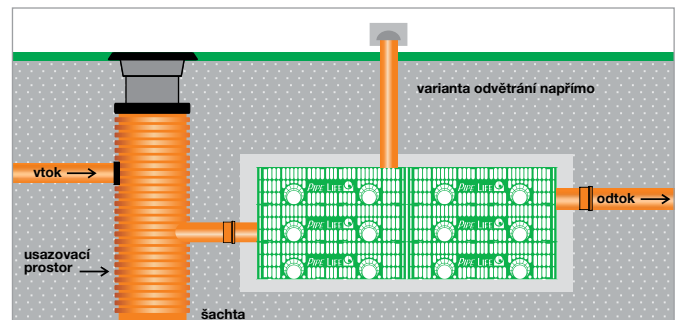 varianta odvětrání napřímo
vtok
PIPE LIFE PIPE LIFE
odtok
PIPE LIFE PIPE LIFE
usazovací
prostor
PIPE LIFE PIPE LIFE
šachta